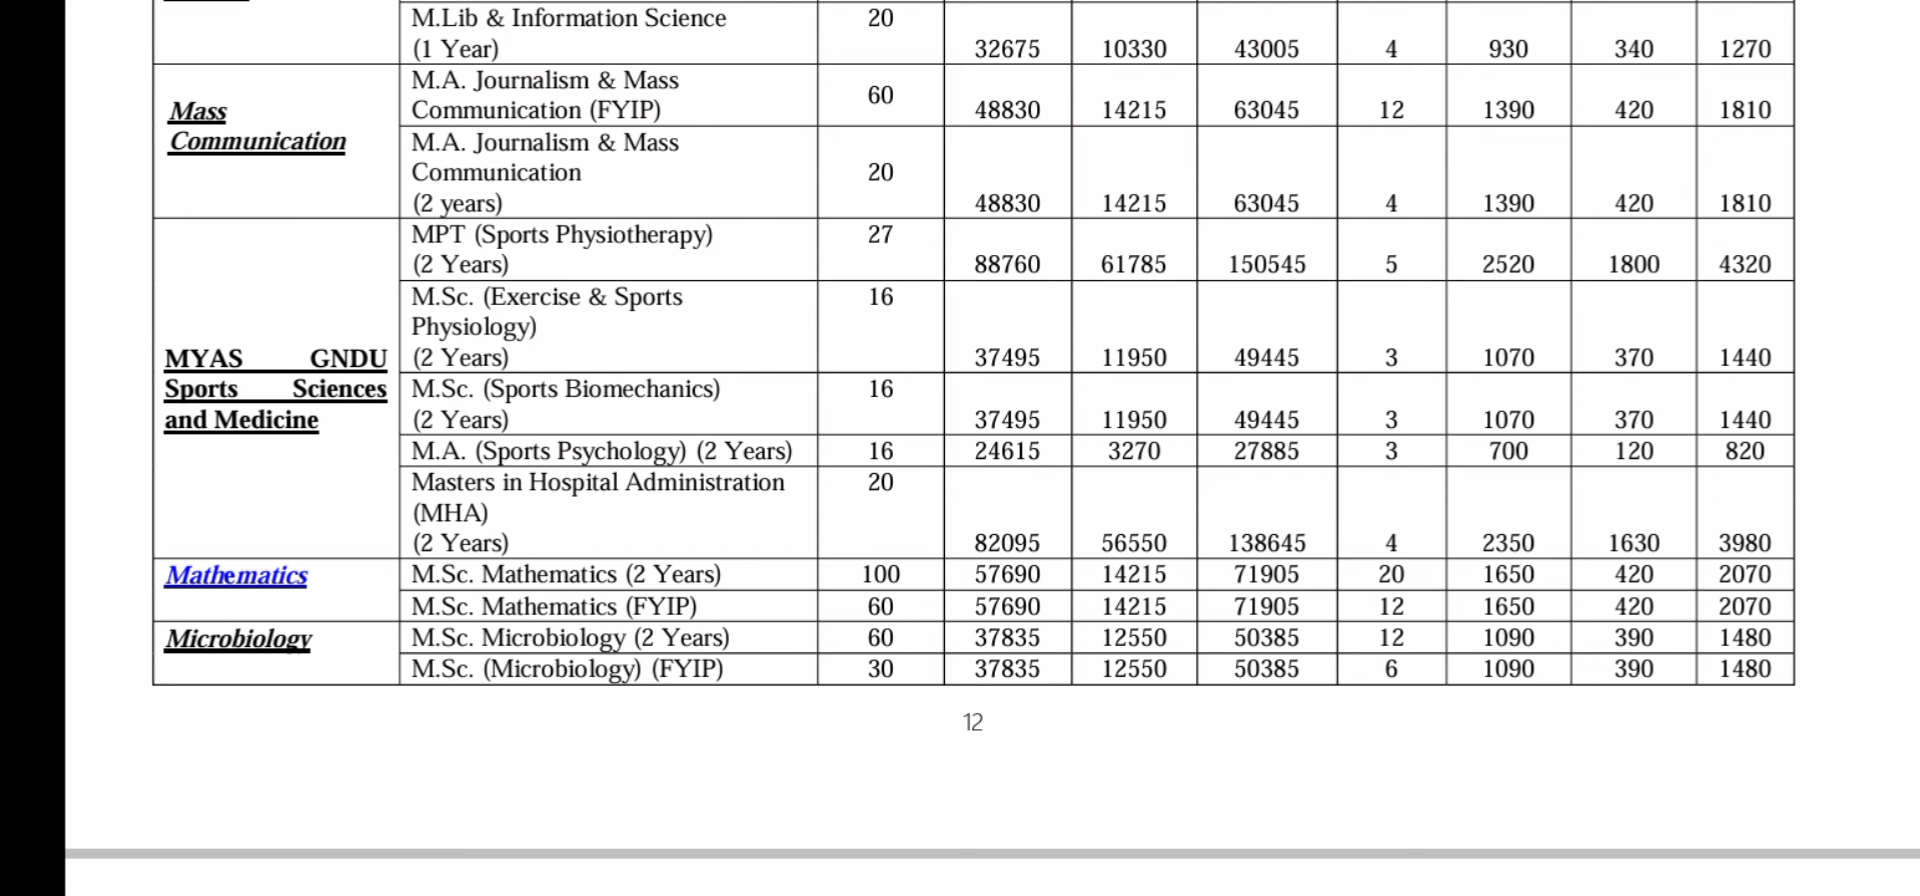 M.Lib & Information Science 20
(1 Year) 32675 10330 43005 4 930 340 1270
Mass
Communication
M.A. Journalism & Mass
Communication (FYIP) 60 48830 14215 63045 12 1390 420 1810
M.A. Journalism & Mass
Communication 20
(2 years) 48830 14215 63045 4 1390 420 1810
MYAS GNDU
Sports Sciences
and Medicine
MPT (Sports Physiotherapy) 27
(2 Years) 88760 61785 150545 5 2520 1800 4320
M.Sc. (Exercise & Sports 16
Physiology)
(2 Years) 37495 11950 49445 3 1070 370 1440
M.Sc. (Sports Biomechanics) 16
(2 Years) 37495 11950 49445 3 1070 370 1440
M.A. (Sports Psychology) (2 Years) 16 24615 3270 27885 3 700 120 820
Masters in Hospital Administration 20
(MHA)
(2 Years) 82095 56550 138645 4 2350 1630 3980
Mathematics M.Sc. Mathematics (2 Years) 100 57690 14215 71905 20 1650 420 2070
M.Sc. Mathematics (FYIP) 60 57690 14215 71905 12 1650 420 2070
Microbiology M.Sc. Microbiology (2 Years) 60 37835 12550 50385 12 1090 390 1480
M.Sc. (Microbiology) (FYIP) 30 37835 12550 50385 6 1090 390 1480
12